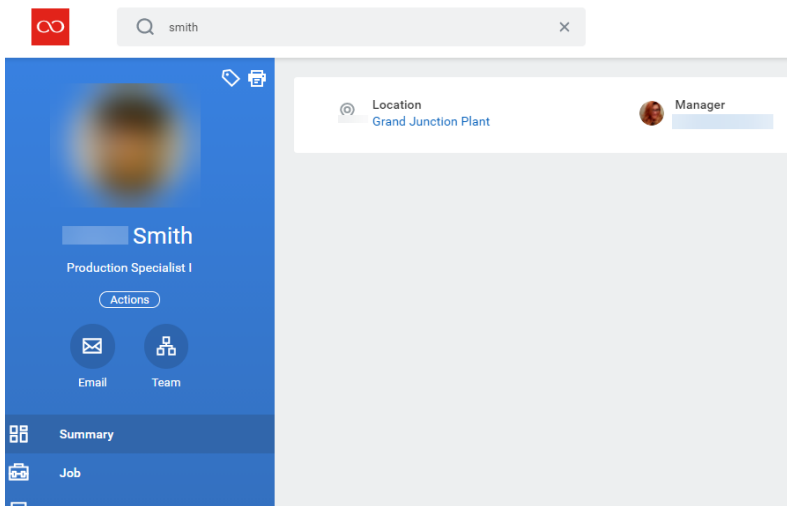 smith
Smith
Production Specialist I
Actions
Email
Team
Summary
Job
Location
Grand Junction Plant
Manager